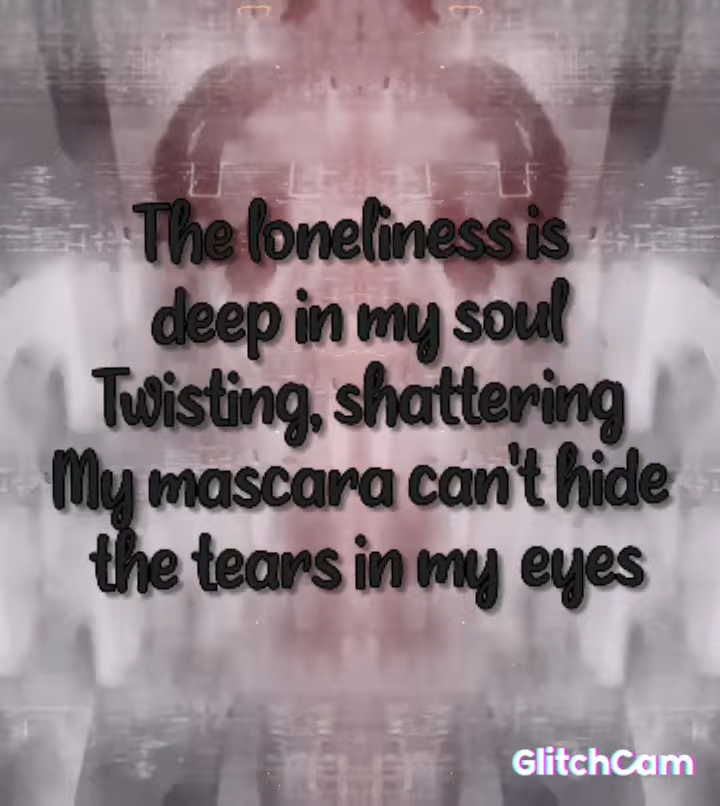 The loneliness is
deep in my soul
Twisting, shattering
My mascara can't hide
the tears in my eyes
GlitchCam